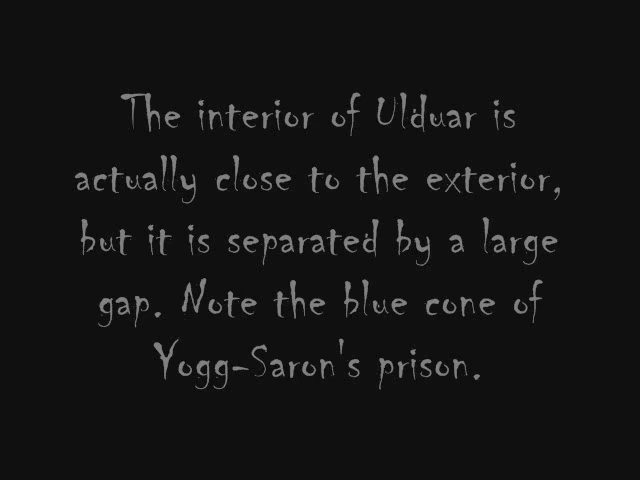 The interior of Ulduar is
actually close to the exterior,
but it is separated by a large
gap. Note the blue cone of
Yogg-Saron's prison.